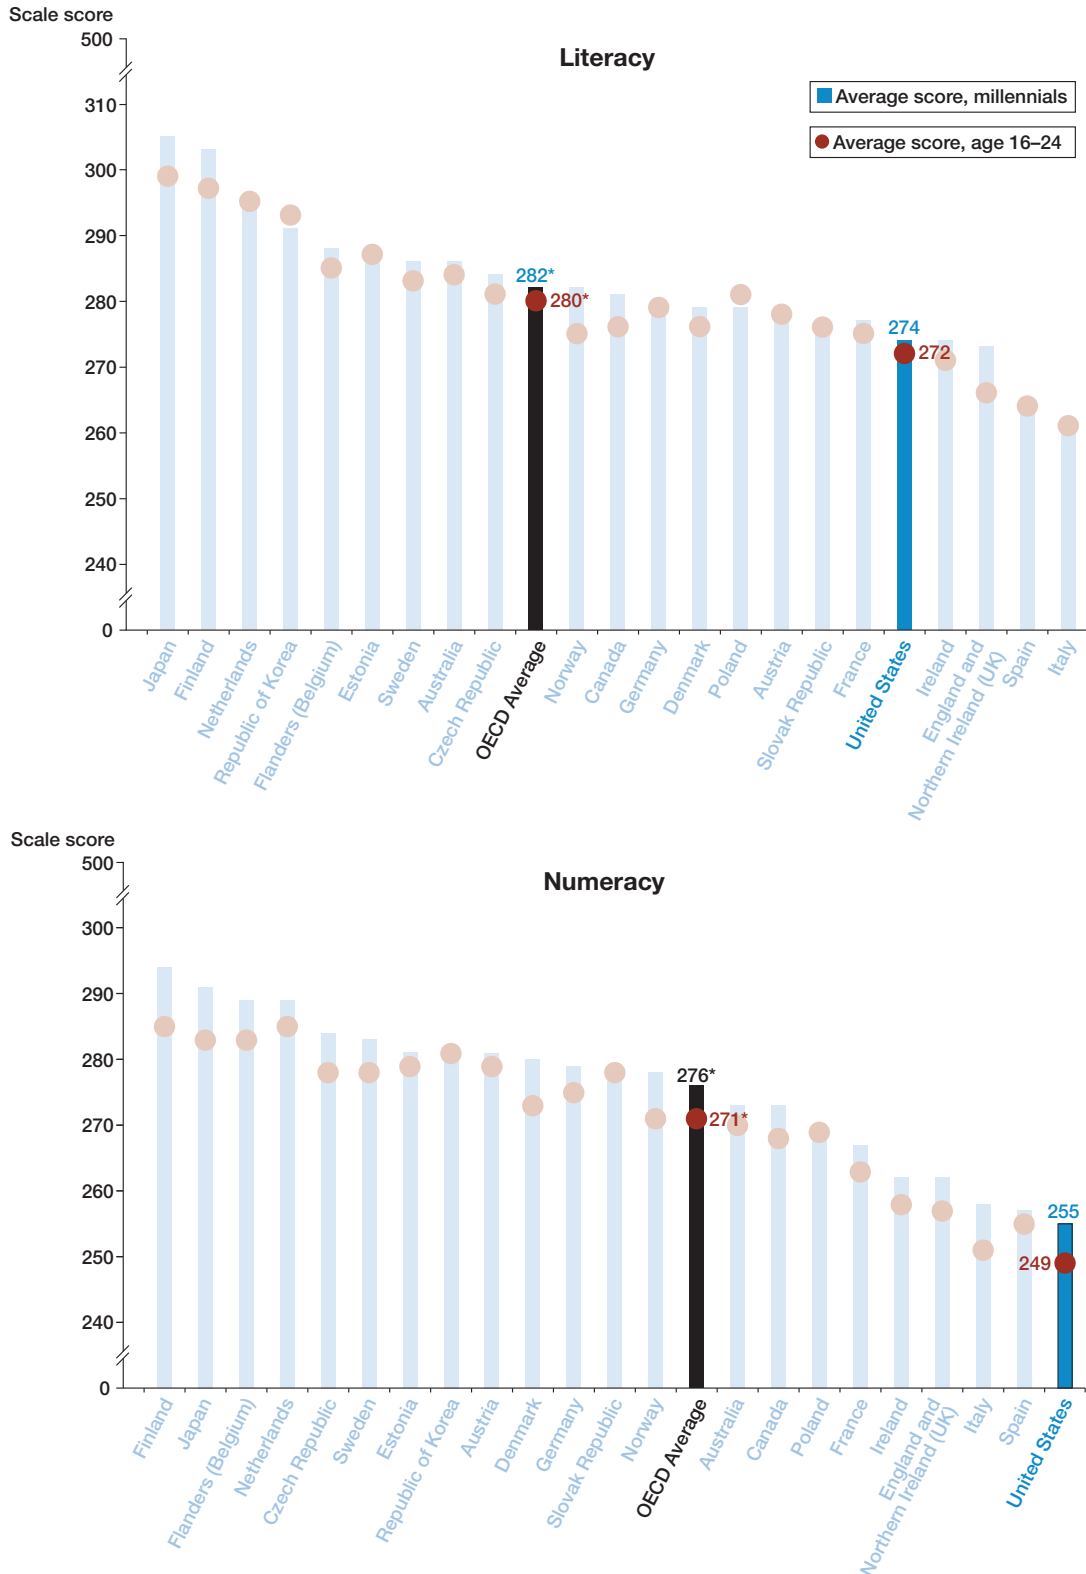 Scale score
500
Literacy
Average score, millennials
310
Average score, age 16–24
300
290
282*
280*
280
274
272
270
260
250
240
0
Japan
Finland
Netherlands
Republic of Korea
Flanders (Belgium)
Estonia
Sweden
Australia
Czech Republic
OECD Average
Norway
Canada
Germany
Denmark
Poland
Austria
Slovak Republic
France
United States
Ireland
England and
Northern Ireland (UK)
Spain
Italy
Scale score
500
Numeracy
300
290
280
276*
271*
270
260
255
250
249
240
0
Finland
Japan
Flanders (Belgium)
Netherlands
Czech Republic
Sweden
Estonia
Republic of Korea
Austria
Denmark
Germany
Slovak Republic
Norway
OECD Average
Australia
Canada
Poland
France
Ireland
England and
Northern Ireland (UK)
Italy
Spain
United States